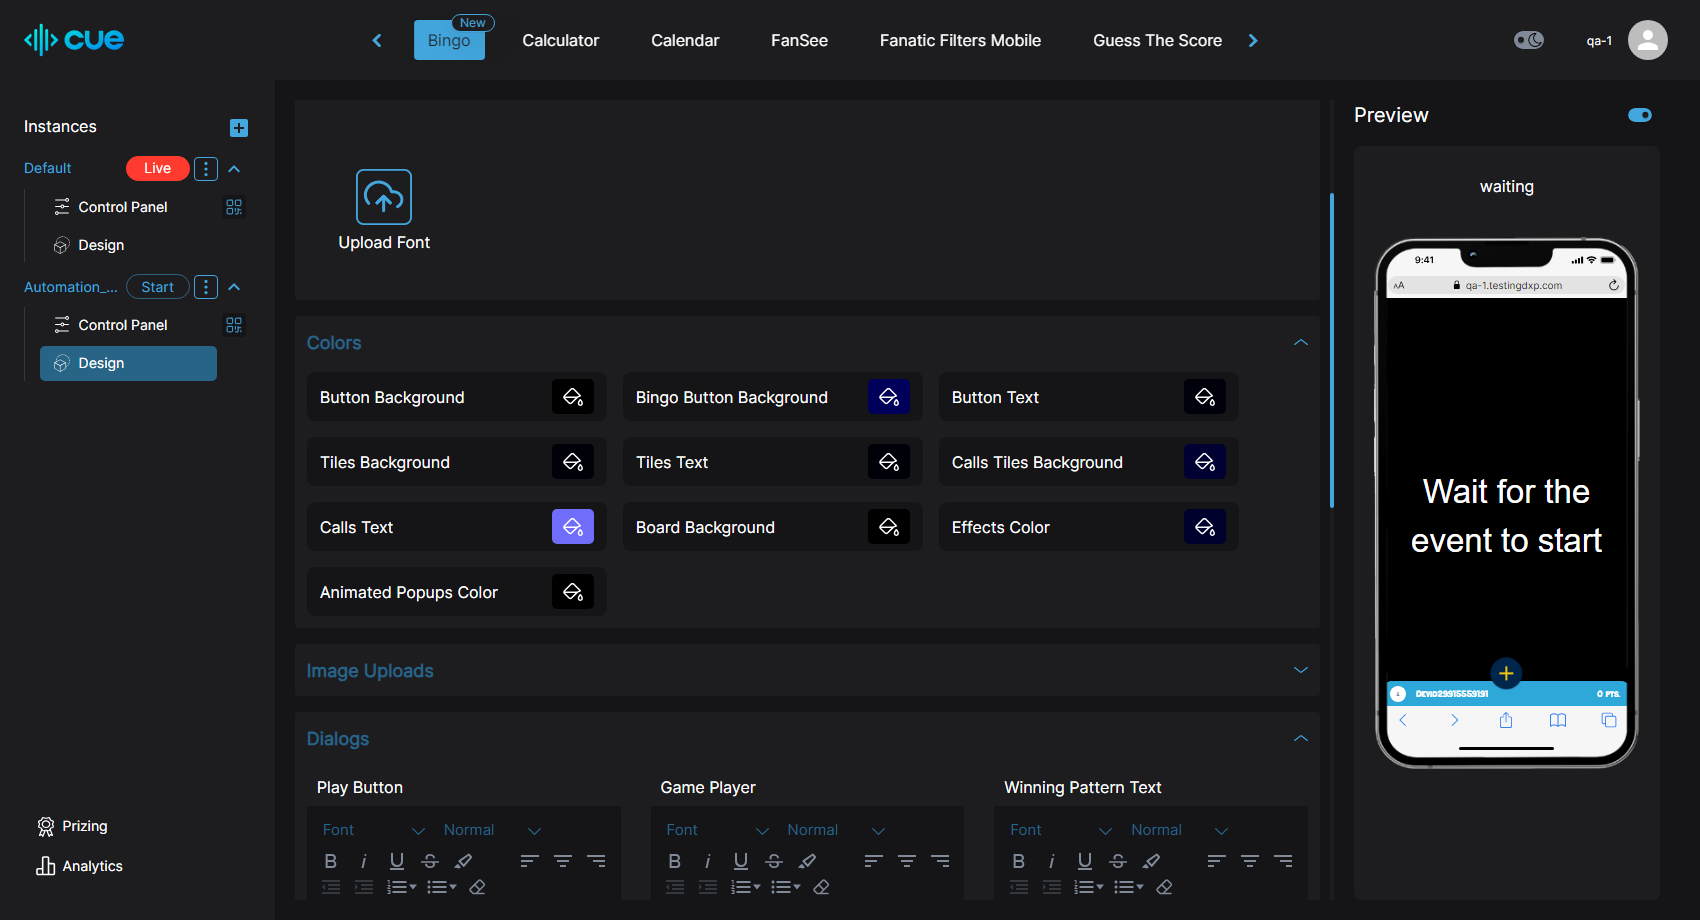 cue
Bingo
New
Calculator
Calendar
FanSee
Fanatic Filters Mobile
Guess The Score
qa-1
Instances
Default
Live
Control Panel
Design
Automation_...
Start
Control Panel
Design
Prizing
Analytics
Upload Font
Colors
Button Background
Bingo Button Background
Button Text
Tiles Background
Tiles Text
Calls Tiles Background
Calls Text
Board Background
Effects Color
Animated Popups Color
Image Uploads
Dialogs
Play Button
Game Player
Winning Pattern Text
Font
Normal
Font
Normal
Font
Normal
B i U S
B i U S
B i U S
Preview
waiting
9:41
AA
qa-1.testingdxp.com
Wait for the
event to start
DEVID29915559191
0 PTS.